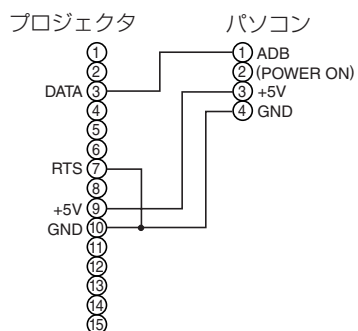 プロジェクタ パソコン
① ① ADB
② ② (POWER ON)
DATA ③ ③ +5V
④ ④ GND
⑤
⑥
RTS ⑦
⑧
+5V ⑨
GND ⑩
⑪
⑫
⑬
⑭
⑮